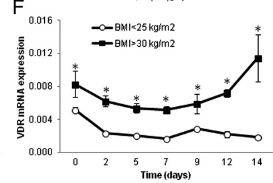 F
BMI<25 kg/m2
BMI>30 kg/m2
VDR mRNA expression
0.016
0.012
0.008
0.004
0.000
* * * * * * *
0 2 5 7 9 12 14
Time (days)